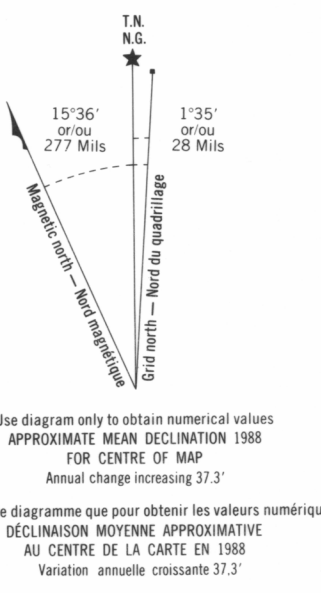 T.N.
N.G.
15°36′
or/ou
277 Mils
1°35′
or/ou
28 Mils
Magnetic north — Nord magnétique
Grid north — Nord du quadrillage
Use diagram only to obtain numerical values
APPROXIMATE MEAN DECLINATION 1988
FOR CENTRE OF MAP
Annual change increasing 37.3′
e diagramme que pour obtenir les valeurs numériqu
DÉCLINAISON MOYENNE APPROXIMATIVE
AU CENTRE DE LA CARTE EN 1988
Variation annuelle croissante 37,3′